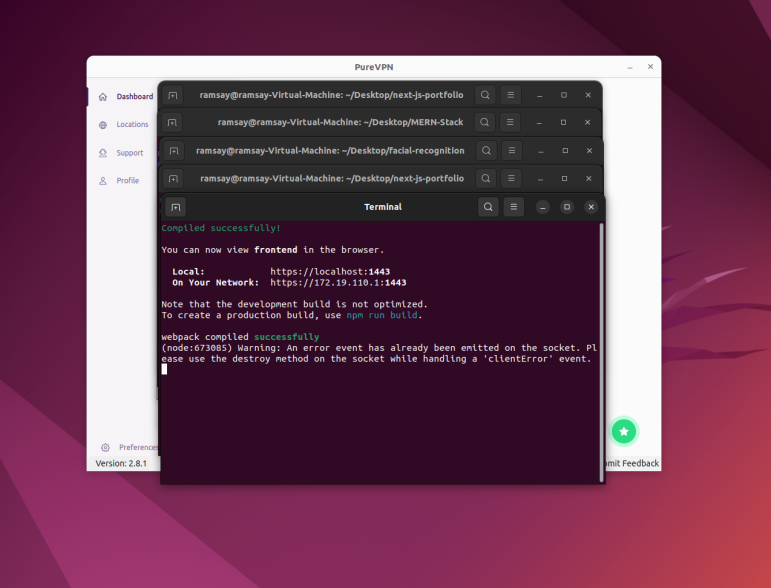 PureVPN
Dashboard
Locations
Support
Profile
ramsay@ramsay-Virtual-Machine: ~/Desktop/next-js-portfolio
ramsay@ramsay-Virtual-Machine: ~/Desktop/MERN-Stack
ramsay@ramsay-Virtual-Machine: ~/Desktop/facial-recognition
ramsay@ramsay-Virtual-Machine: ~/Desktop/next-js-portfolio
Terminal
Compiled successfully!
You can now view frontend in the browser.
Local: https://localhost:1443
On Your Network: https://172.19.110.1:1443
Note that the development build is not optimized.
To create a production build, use npm run build.
webpack compiled successfully
(node:673085) Warning: An error event has already been emitted on the socket. Pl
ease use the destroy method on the socket while handling a 'clientError' event.
Preference
Version: 2.8.1
mit Feedback